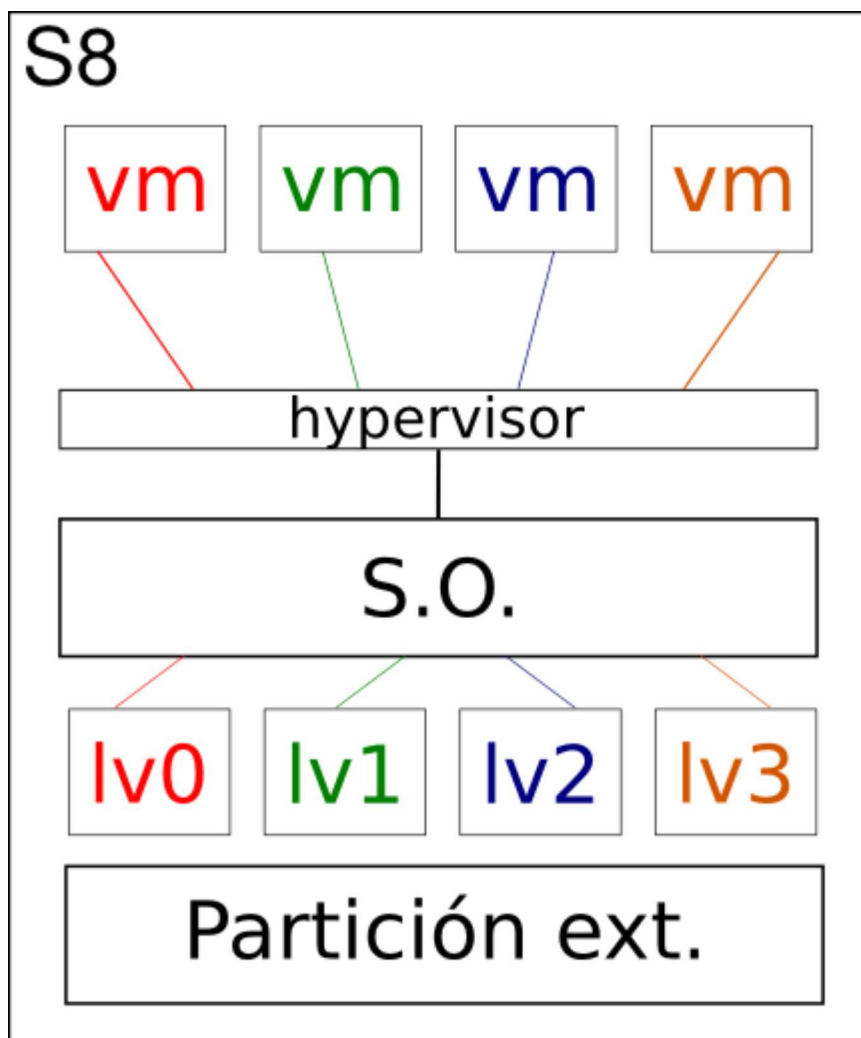 S8
vm vm vm vm
hypervisor
S.O.
lv0 lv1 lv2 lv3
Partición ext.